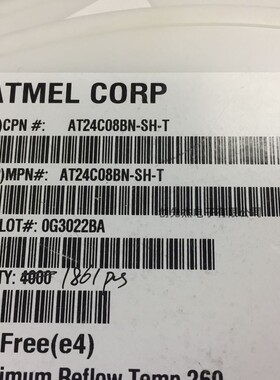 ATMEL CORP
)CPN #: AT24C08BN-SH-T
)MPN#: AT24C08BN-SH-T
LOT#: 0G3022BA
TY: 4000 1861 pcs
Free(e4)
imum Reflow Temp 260